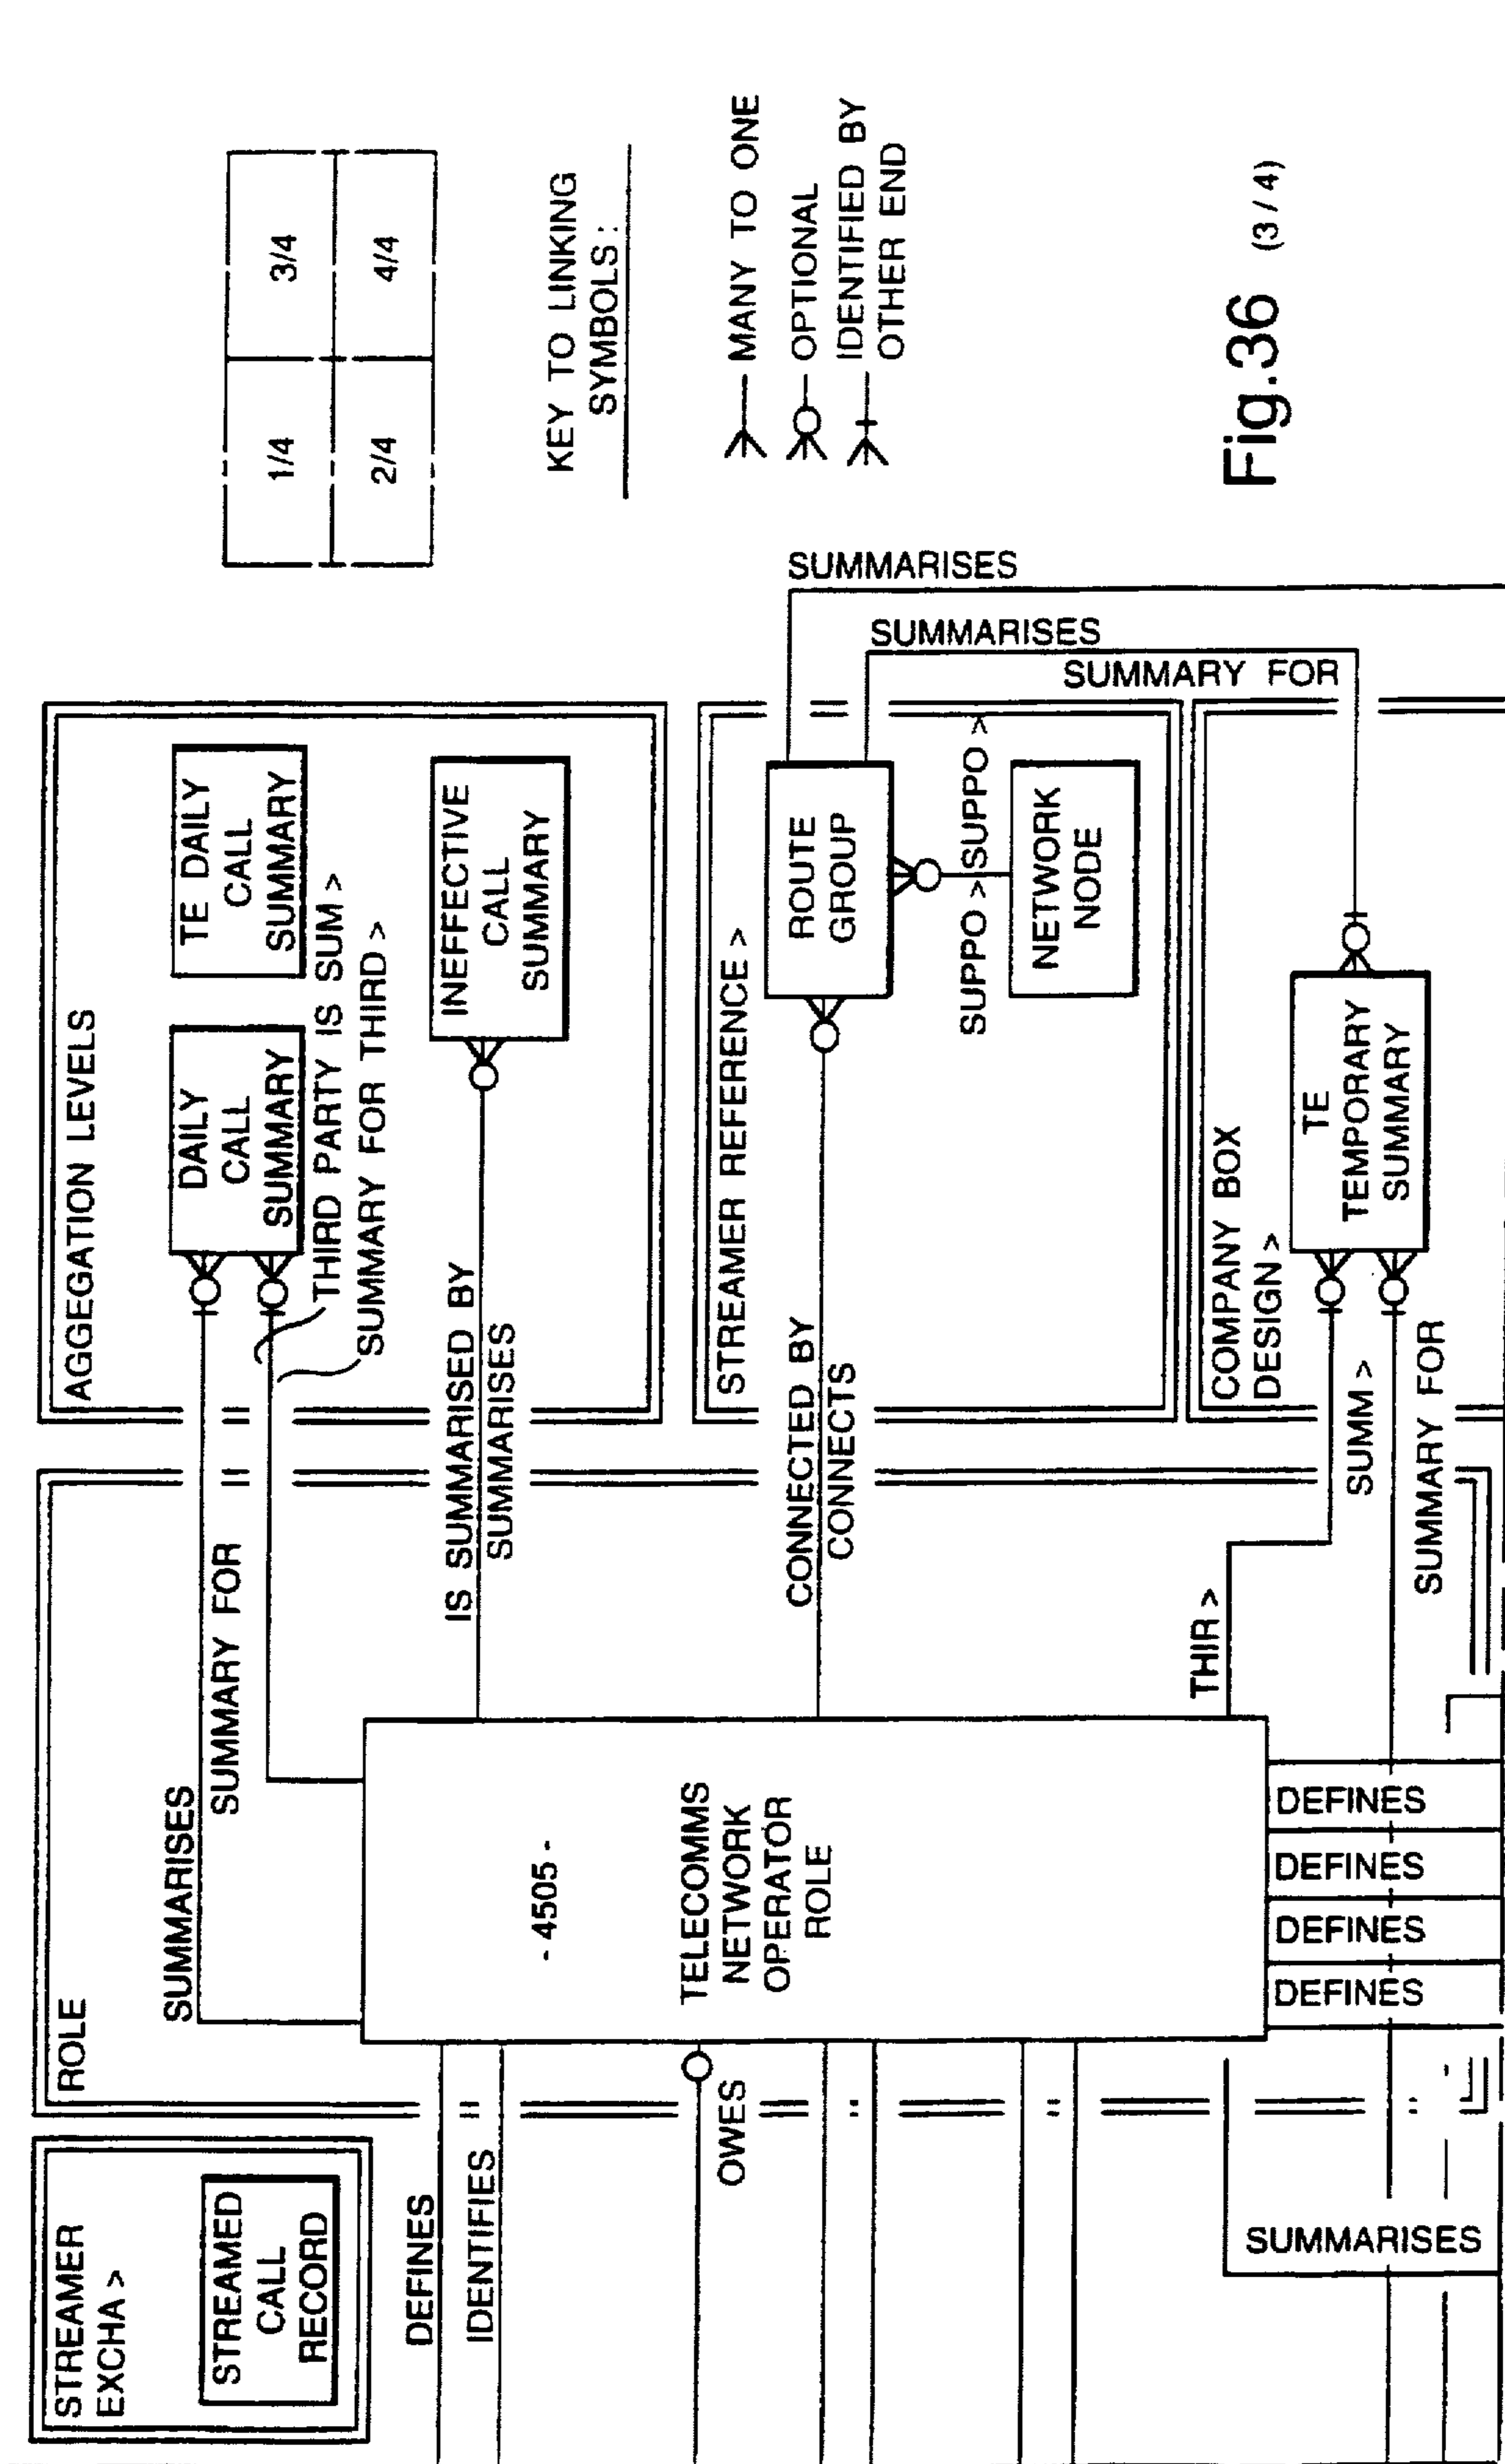 1/4
3/4
2/4
4/4
KEY TO LINKING
SYMBOLS :
MANY TO ONE
OPTIONAL
IDENTIFIED BY
OTHER END
Fig.36 (3 / 4)
STREAMER
EXCHA >
STREAMED
CALL
RECORD
ROLE
SUMMARISES
SUMMARY FOR
AGGEGATION LEVELS
DAILY
CALL
SUMMARY
TE DAILY
CALL
SUMMARY
THIRD PARTY IS SUM >
SUMMARY FOR THIRD >
INEFFECTIVE
CALL
SUMMARY
IS SUMMARISED BY
SUMMARISES
DEFINES
IDENTIFIES
- 4505 -
TELECOMMS
NETWORK
OPERATOR
ROLE
OWES
STREAMER REFERENCE >
CONNECTED BY
CONNECTS
ROUTE
GROUP
SUPPO >
SUPPO >
NETWORK
NODE
SUMMARISES
SUMMARISES
SUMMARY FOR
COMPANY BOX
DESIGN >
TE
TEMPORARY
SUMMARY
THIR >
SUMM >
SUMMARY FOR
DEFINES
DEFINES
DEFINES
DEFINES
SUMMARISES